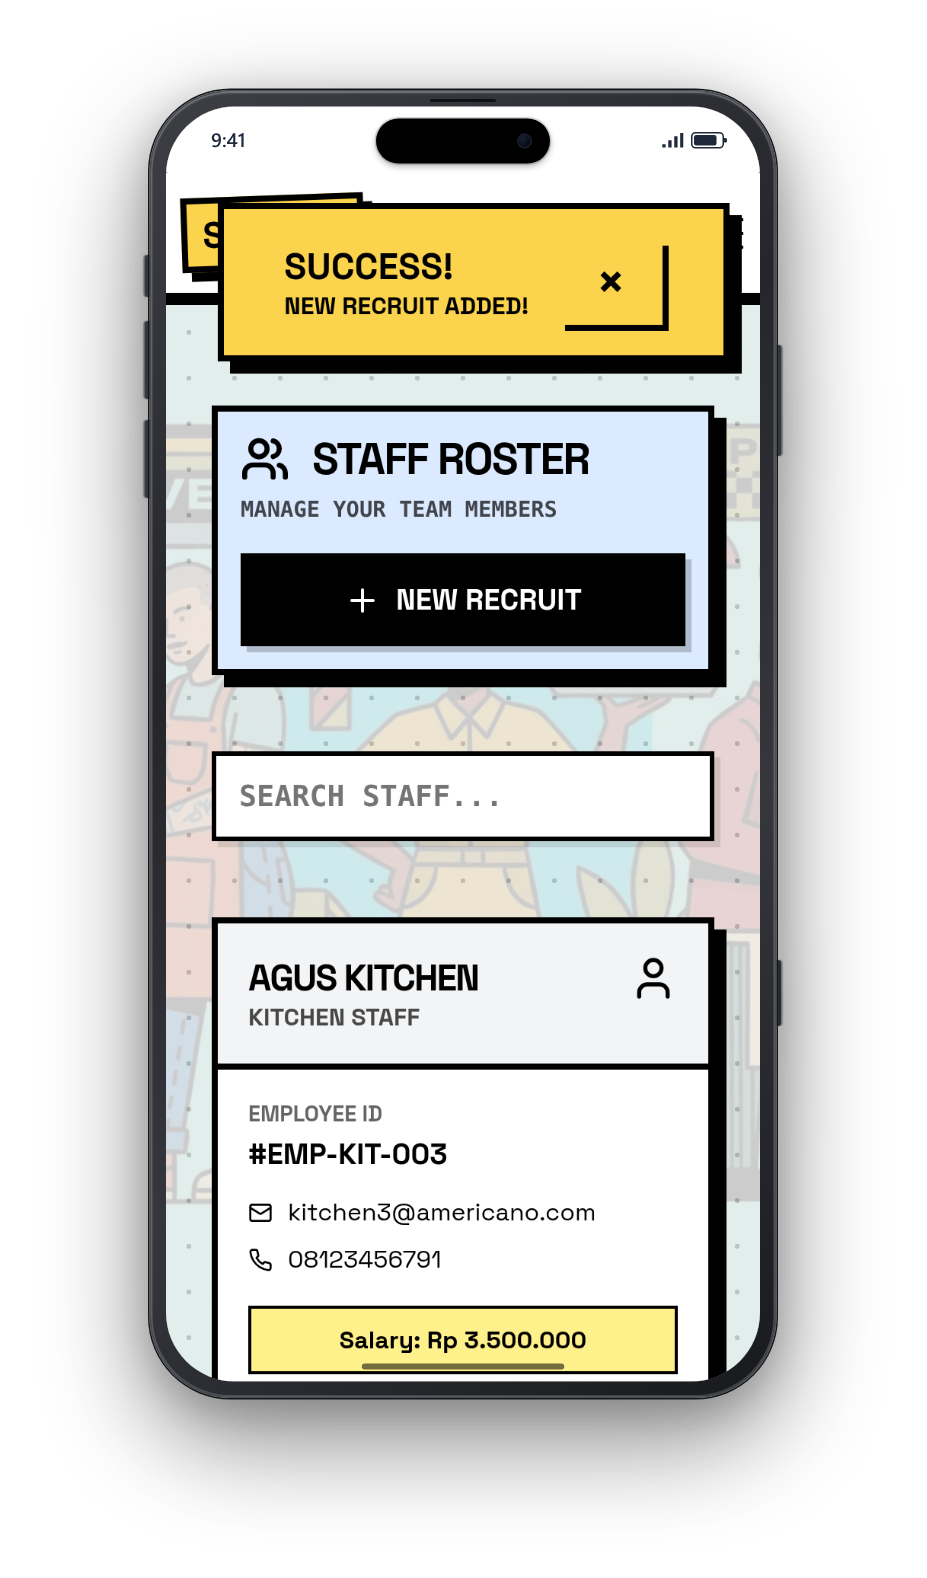 9:41
S
SUCCESS!
NEW RECRUIT ADDED!
STAFF ROSTER
MANAGE YOUR TEAM MEMBERS
+ NEW RECRUIT
SEARCH STAFF...
AGUS KITCHEN
KITCHEN STAFF
EMPLOYEE ID
#EMP-KIT-003
kitchen3@americano.com
08123456791
Salary: Rp 3.500.000